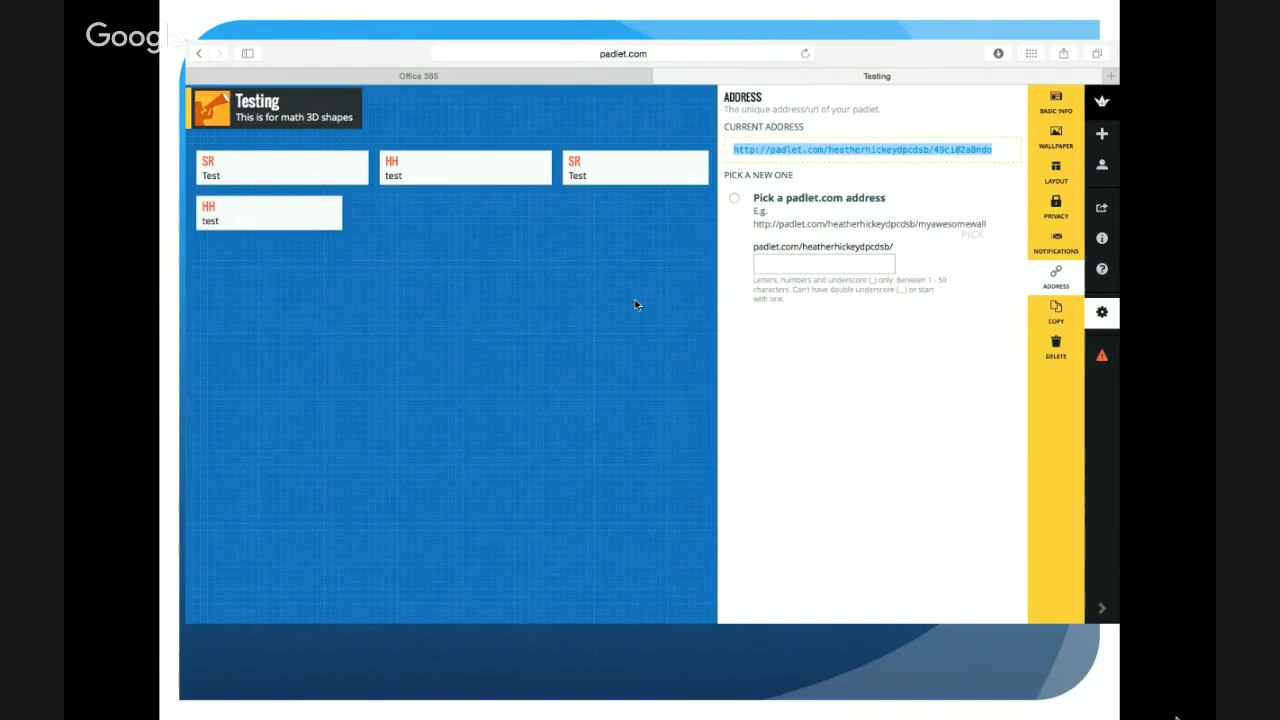 Google
padlet.com
Office 365
Testing
Testing
This is for math 3D shapes
SR
Test
HH
test
SR
Test
HH
test
ADDRESS
The unique address/url of your padlet.
CURRENT ADDRESS
http://padlet.com/heatherhickeydpcdsb/49ci02a8ndo
PICK A NEW ONE
Pick a padlet.com address
E.g.
http://padlet.com/heatherhickeydpcdsb/myawesomewall
PICK
padlet.com/heatherhickeydpcdsb/
Letters, numbers and underscore (_) only. Between 1 - 50
characters. Can't have double underscore (__) or start
with one.
BASIC INFO
WALLPAPER
LAYOUT
PRIVACY
NOTIFICATIONS
ADDRESS
COPY
DELETE